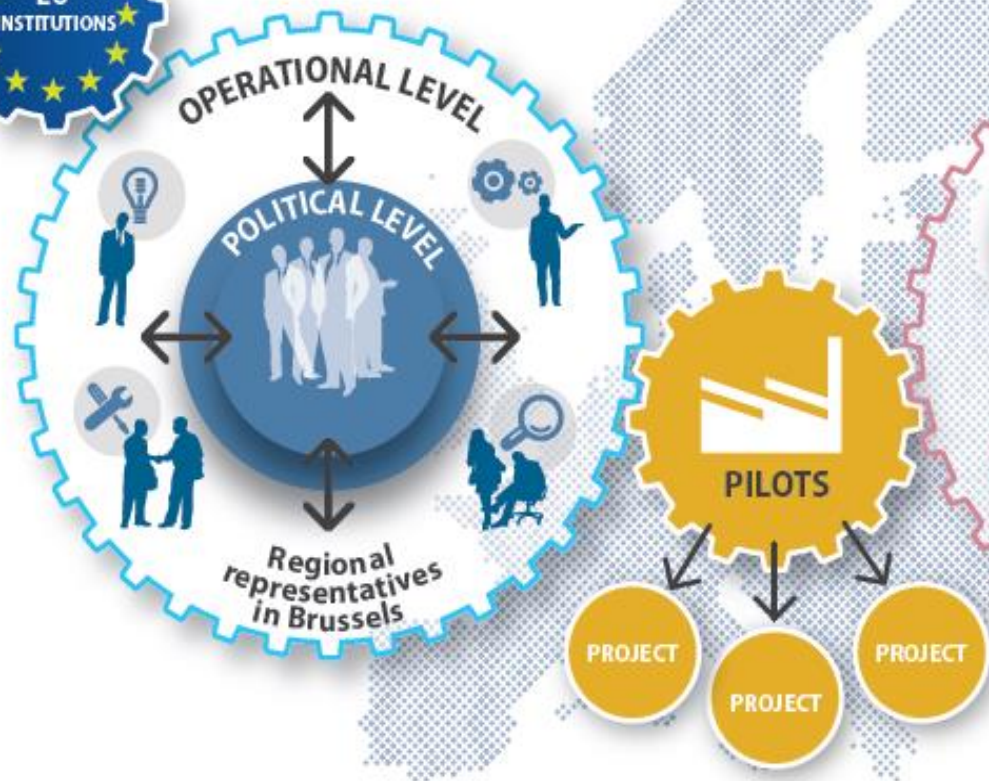 INSTITUTIONS
OPERATIONAL LEVEL
POLITICAL LEVEL
Regional
representatives
in Brussels
PILOTS
PROJECT
PROJECT
PROJECT